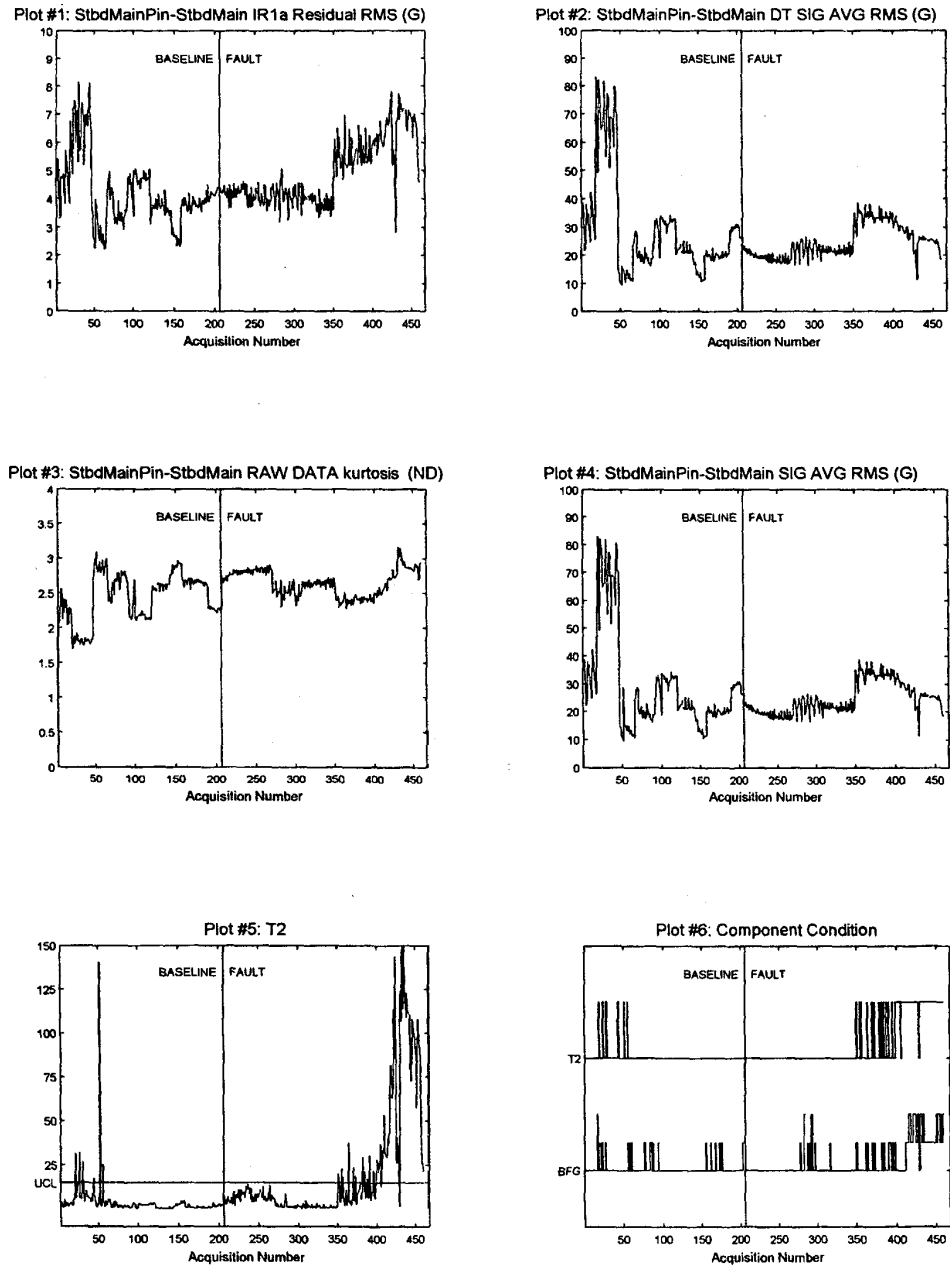 Plot #1: StbdMainPin-StbdMain IR1a Residual RMS (G)
10
9
8
7
6
5
4
3
2
1
0
BASELINE FAULT
50 100 150 200 250 300 350 400 450
Acquisition Number
Plot #2: StbdMainPin-StbdMain DT SIG AVG RMS (G)
100
90
80
70
60
50
40
30
20
10
0
BASELINE FAULT
50 100 150 200 250 300 350 400 450
Acquisition Number
Plot #3: StbdMainPin-StbdMain RAW DATA kurtosis (ND)
4
3.5
3
2.5
2
1.5
1
0.5
0
BASELINE FAULT
50 100 150 200 250 300 350 400 450
Acquisition Number
Plot #4: StbdMainPin-StbdMain SIG AVG RMS (G)
100
90
80
70
60
50
40
30
20
10
0
BASELINE FAULT
50 100 150 200 250 300 350 400 450
Acquisition Number
Plot #5: T2
150
125
100
75
50
25
UCL
BASELINE FAULT
50 100 150 200 250 300 350 400 450
Acquisition Number
Plot #6: Component Condition
BASELINE FAULT
T2
BFG
50 100 150 200 250 300 350 400 450
Acquisition Number